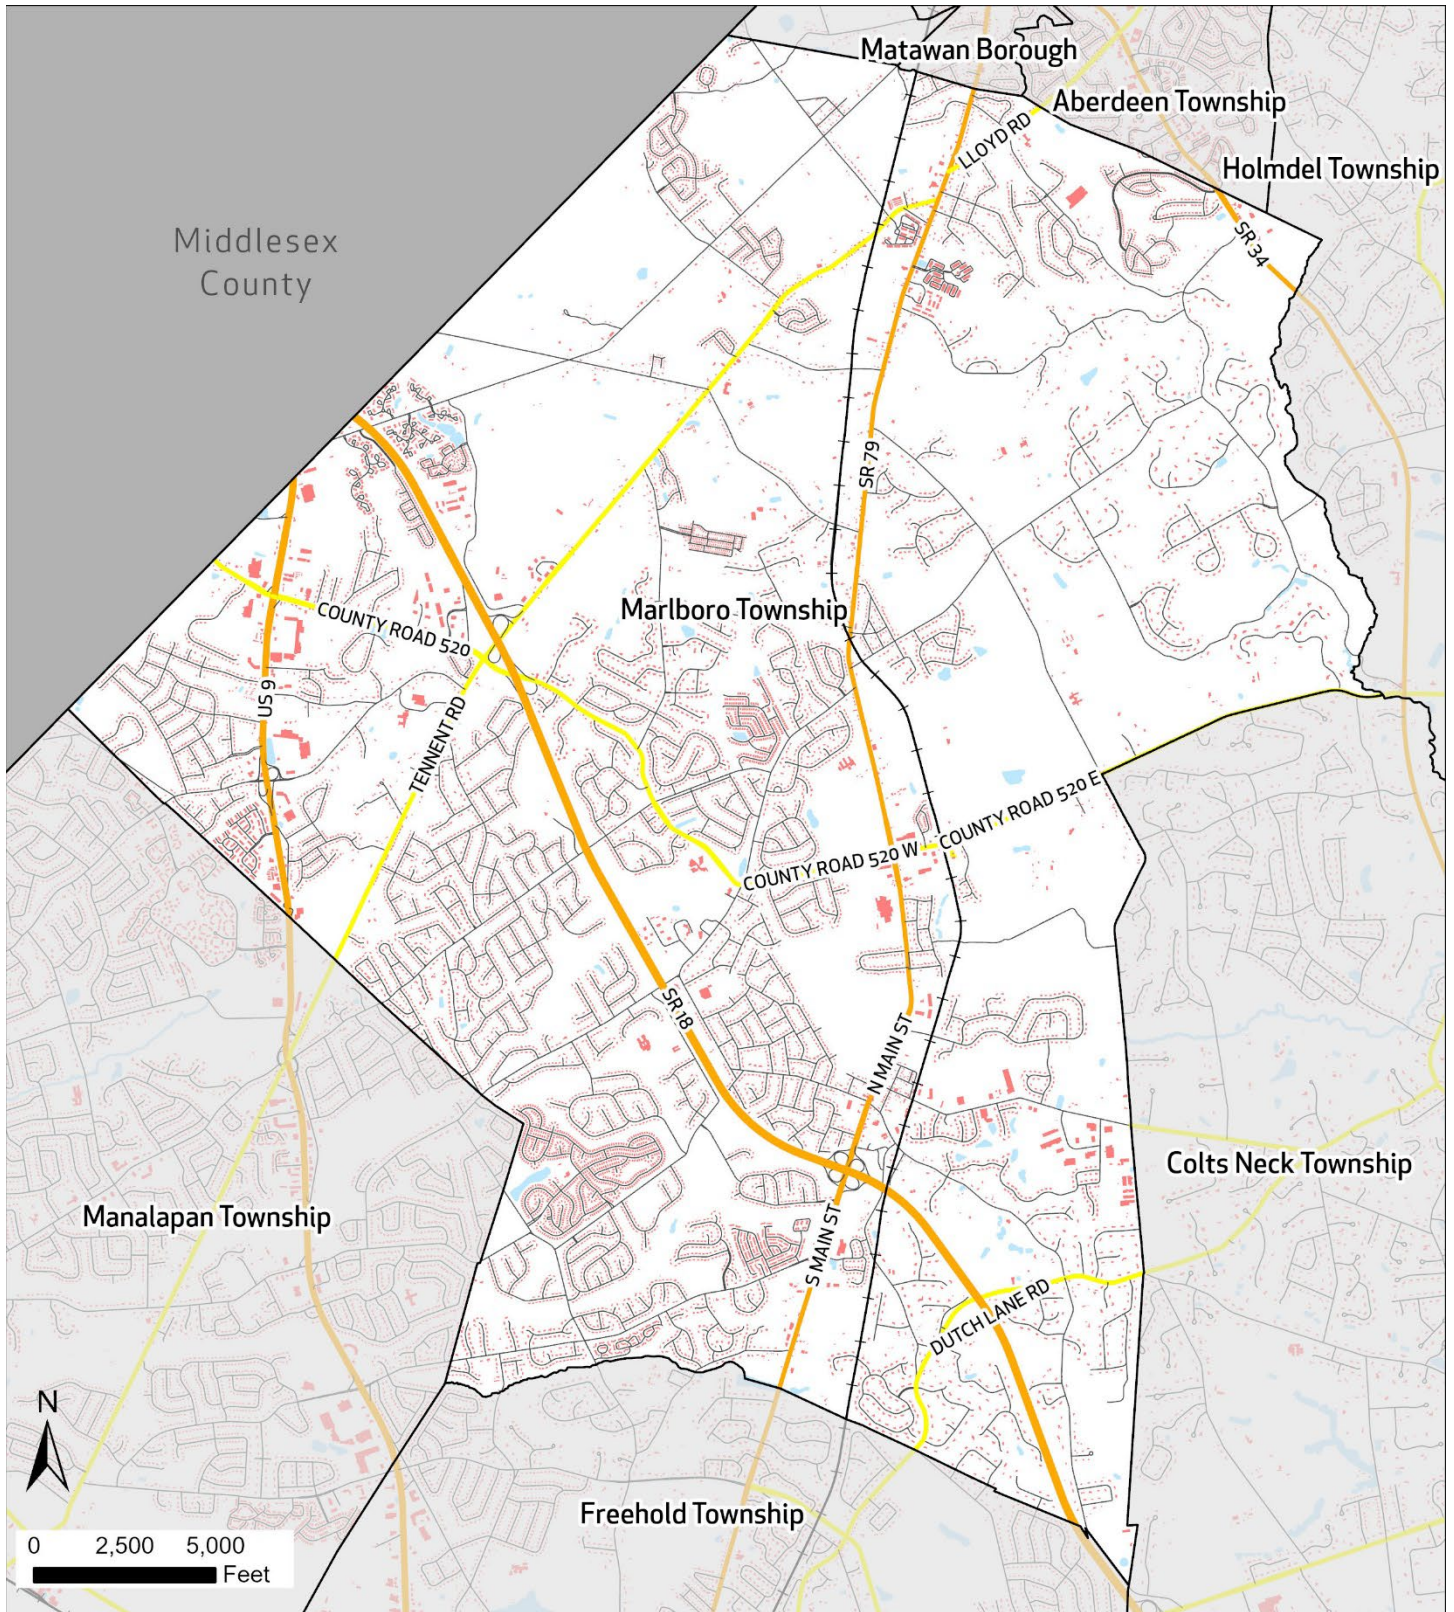 Matawan Borough
Aberdeen Township
LLOYD RD
Holmdel Township
SR 34
Middlesex
County
SR 79
COUNTY ROAD 520
Marlboro Township
US 9
TENNENT RD
COUNTY ROAD 520 E
COUNTY ROAD 520 W
SR 18
N MAIN ST
Colts Neck Township
Manalapan Township
S MAIN ST
DUTCH LANE RD
N
Freehold Township
0 2,500 5,000
Feet